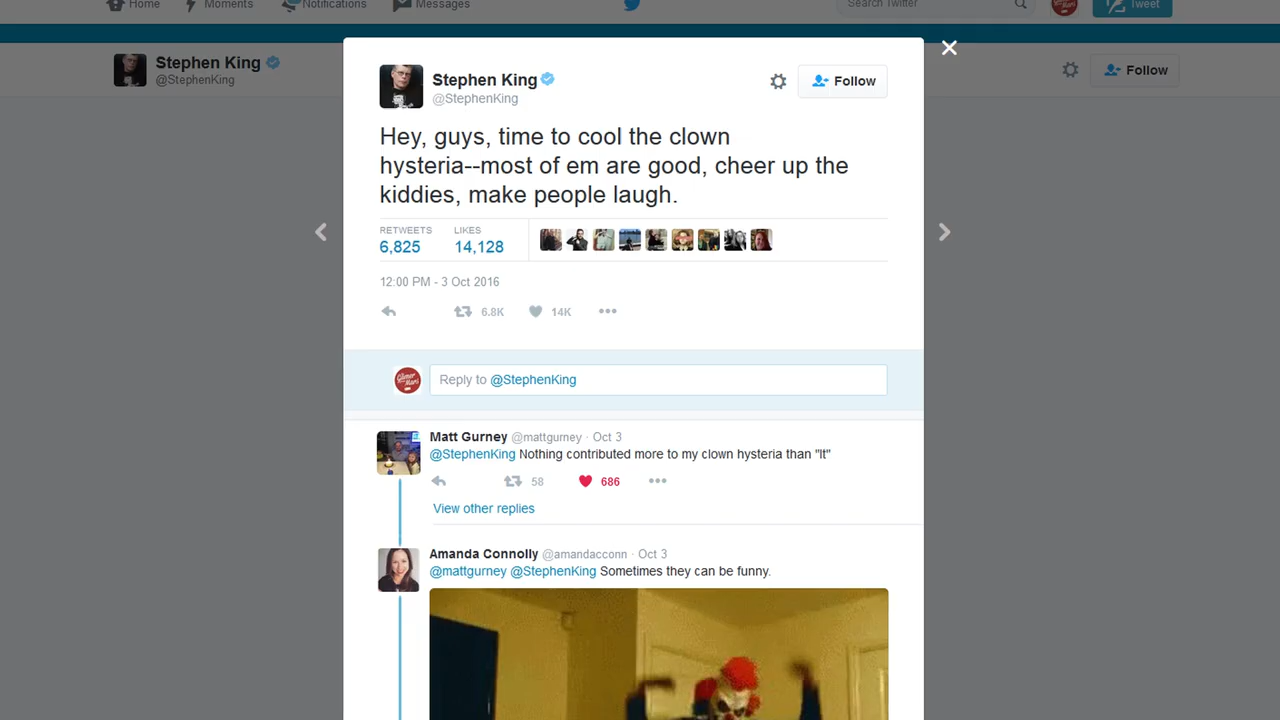 Home Moments Notifications Messages Search Twitter Tweet
Stephen King
@StephenKing
Follow
Stephen King
@StephenKing
Follow
Hey, guys, time to cool the clown
hysteria--most of em are good, cheer up the
kiddies, make people laugh.
RETWEETS LIKES
6,825 14,128
12:00 PM - 3 Oct 2016
6.8K 14K •••
Reply to @StephenKing
Matt Gurney @mattgurney · Oct 3
@StephenKing Nothing contributed more to my clown hysteria than "It"
58 686 •••
View other replies
Amanda Connolly @amandacconn · Oct 3
@mattgurney @StephenKing Sometimes they can be funny.